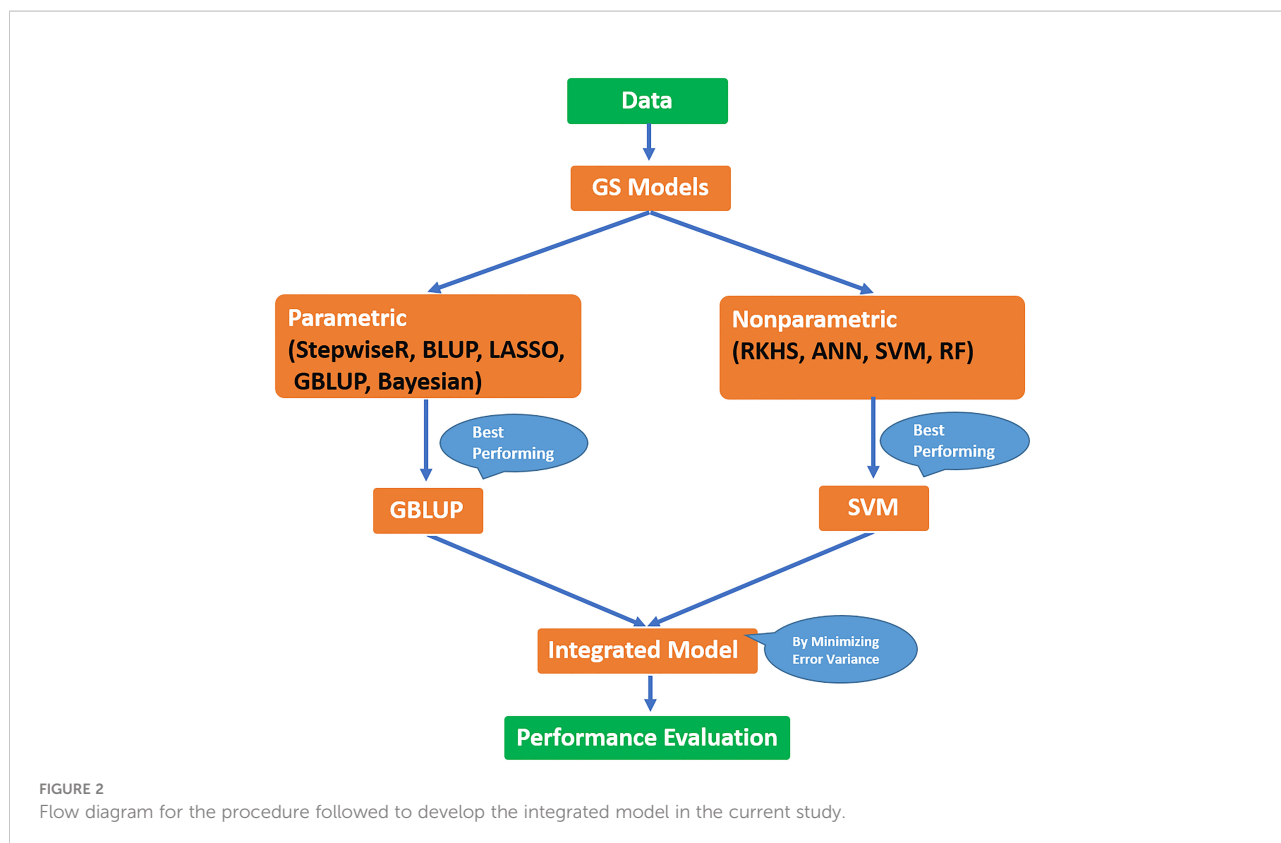 Data
GS Models
Parametric
(StepwiseR, BLUP, LASSO,
GBLUP, Bayesian)
Nonparametric
(RKHS, ANN, SVM, RF)
Best
Performing
Best
Performing
GBLUP
SVM
Integrated Model
By Minimizing
Error Variance
Performance Evaluation
FIGURE 2
Flow diagram for the procedure followed to develop the integrated model in the current study.